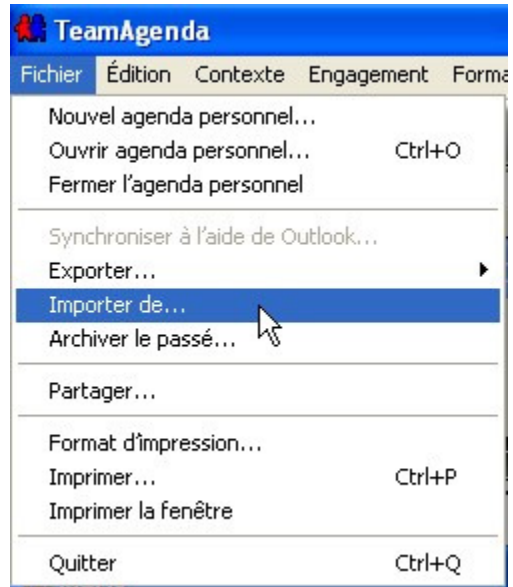 TeamAgenda
Fichier Édition Contexte Engagement Forma
Nouvel agenda personnel...
Ouvrir agenda personnel... Ctrl+O
Fermer l'agenda personnel
Synchroniser à l'aide de Outlook...
Exporter...
Importer de...
Archiver le passé...
Partager...
Format d'impression...
Imprimer... Ctrl+P
Imprimer la fenêtre
Quitter Ctrl+Q